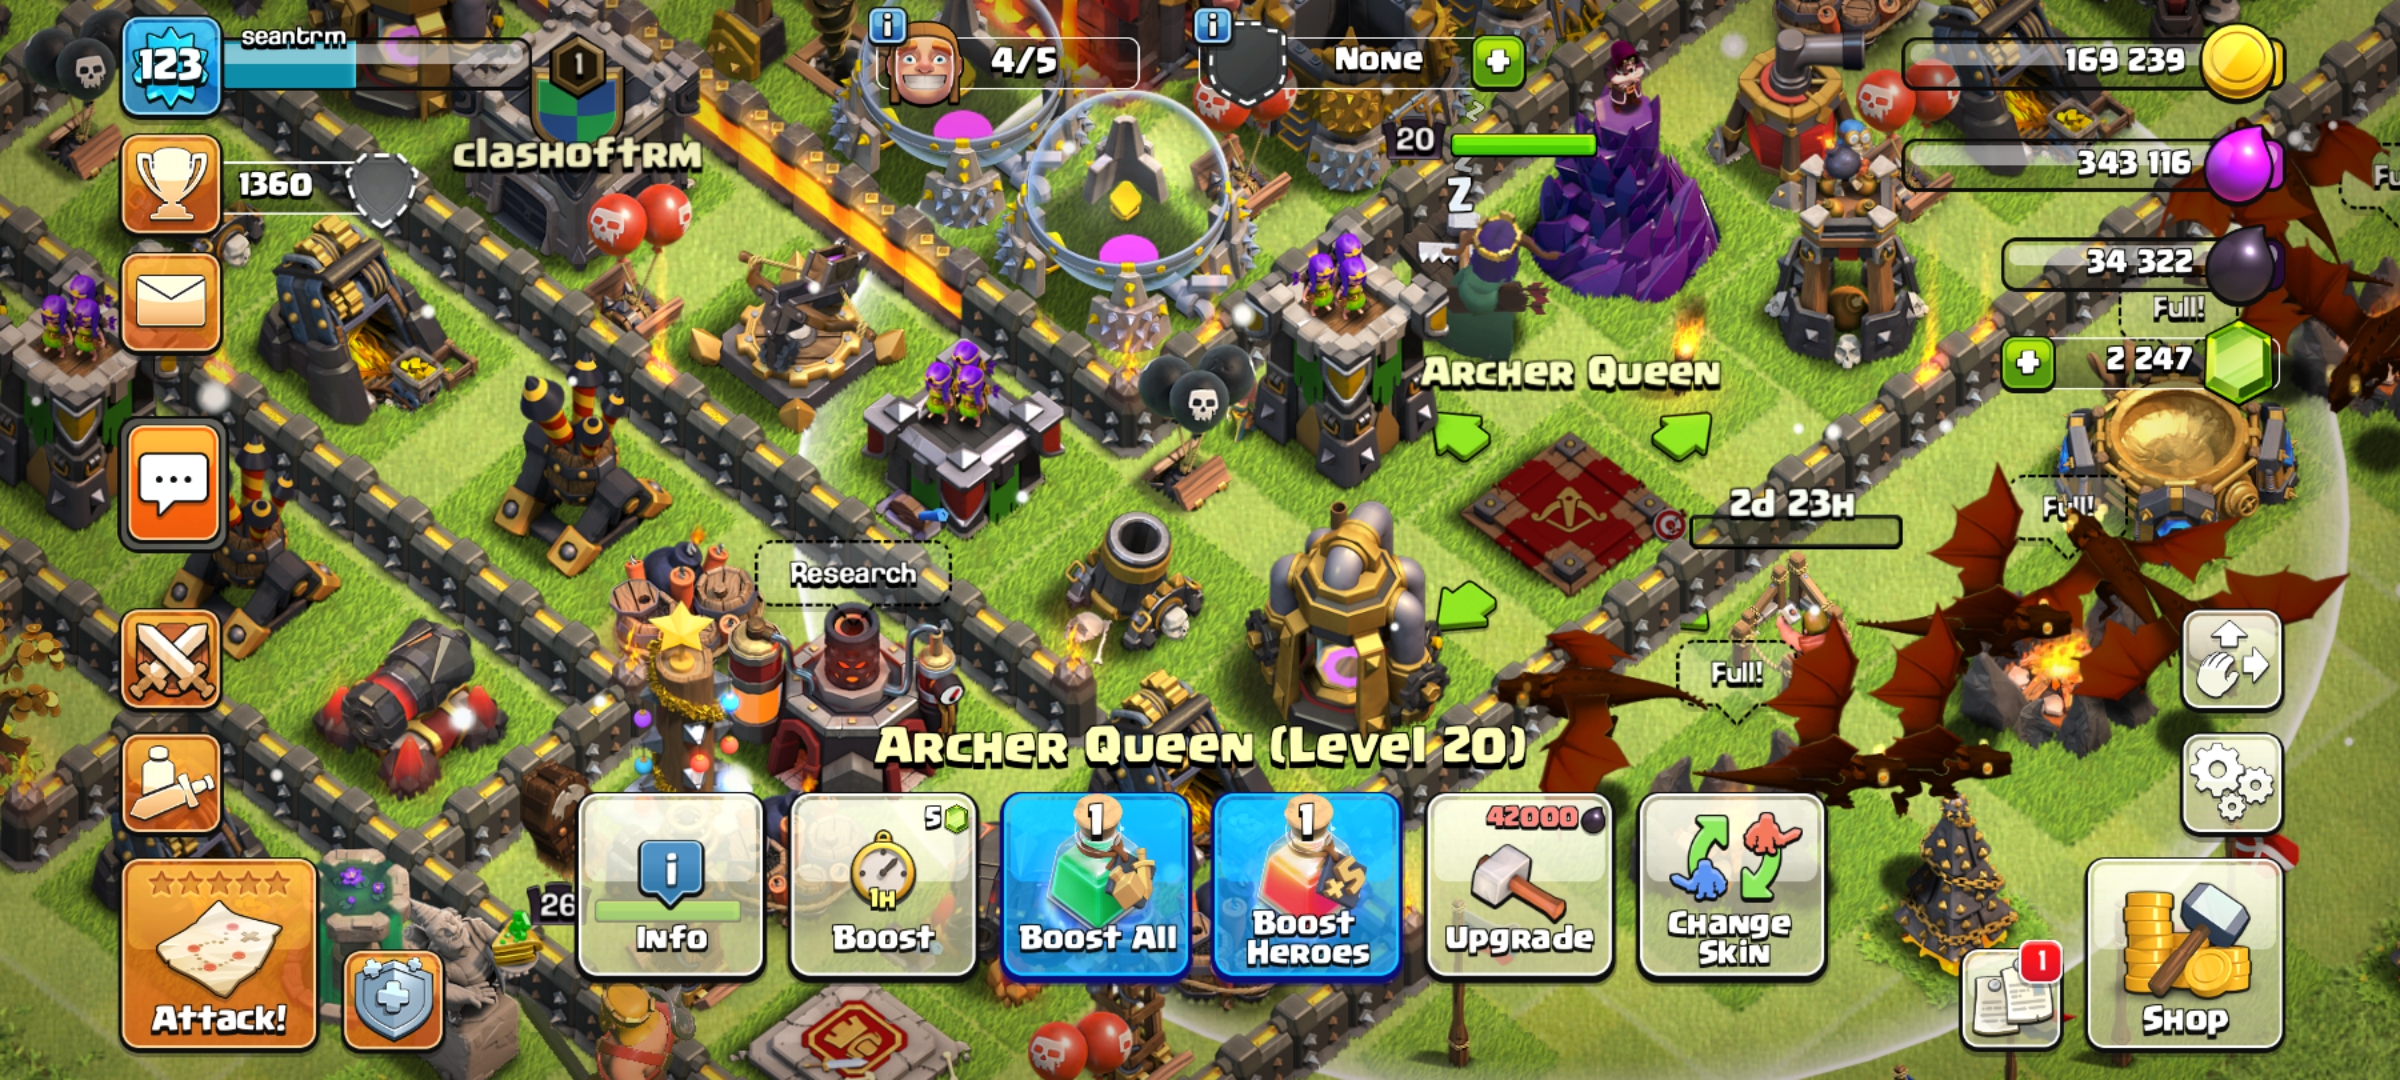 123
seantrm
1
clashoftrm
1360
4/5
None
169 239
343 116
34 322
2 247
20
Z
Z
Full!
Archer Queen
Full!
2d 23h
Research
Full!
Archer Queen (Level 20)
26
Info
5
1H
Boost
1
Boost All
1
+5
Boost
Heroes
42000
Upgrade
Change
Skin
Attack!
1
Shop